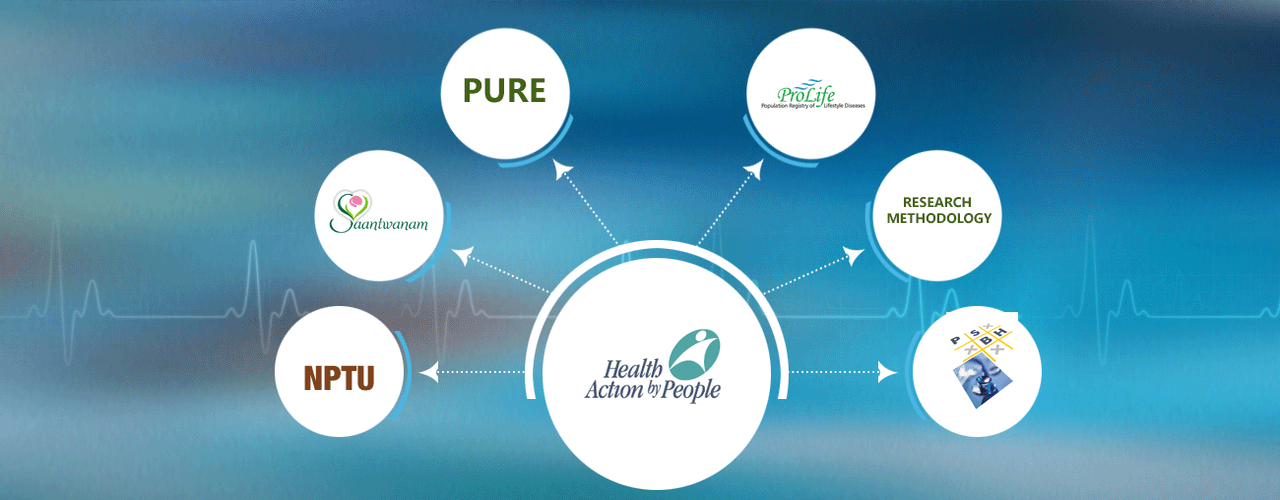 PURE
ProLife
Population Registry of Lifestyle Diseases
Saantwanam
RESEARCH
METHODOLOGY
NPTU
Health
Action by People
P S
B H